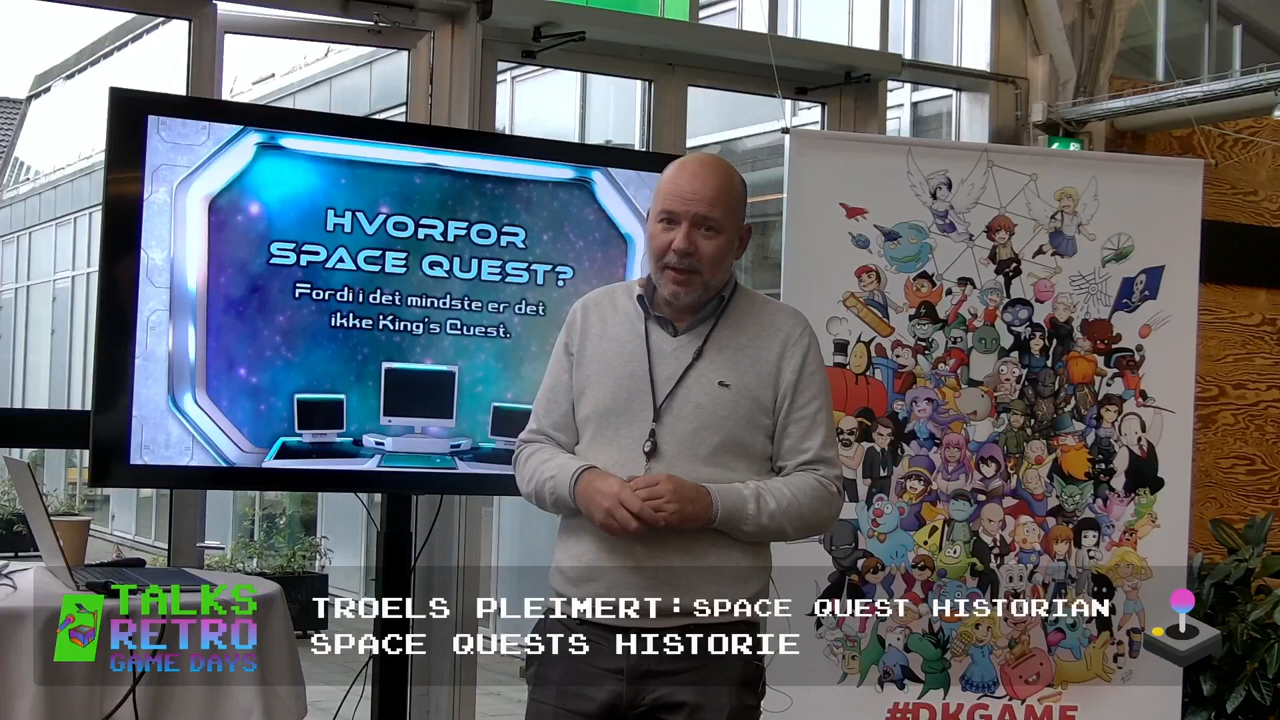 HVORFOR
SPACE QUEST?
Fordi i det mindste er det
ikke King's Quest.
TALKS
RETRO
GAME DAYS
TROELS PLEIMERT: SPACE QUEST HISTORIAN
SPACE QUESTS HISTORIE
#DKGAME